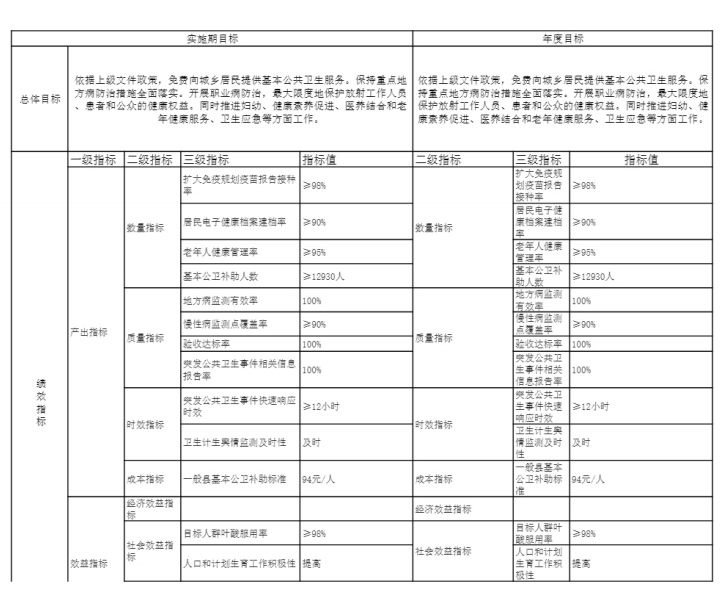 实施期目标 年度目标
总体目标
依据上级文件政策，免费向城乡居民提供基本公共卫生服务。保持重点地
方病防治措施全面落实。开展职业病防治，最大限度地保护放射工作人员
、患者和公众的健康权益。同时推进妇幼、健康素养促进、医养结合和老
年健康服务、卫生应急等方面工作。
依据上级文件政策，免费向城乡居民提供基本公共卫生服务。保
持重点地方病防治措施全面落实。开展职业病防治，最大限度地
保护放射工作人员、患者和公众的健康权益。同时推进妇幼、健
康素养促进、医养结合和老年健康服务、卫生应急等方面工作。
绩
效
指
标
一级指标 二级指标 三级指标 指标值 二级指标 三级指标 指标值
产出指标
数量指标
扩大免疫规划疫苗报告接种
率
≥98%
数量指标
扩大免疫规
划疫苗报告
接种率
≥98%
居民电子健康档案建档率 ≥90%
居民电子健
康档案建档
率
≥90%
老年人健康管理率 ≥95%
老年人健康
管理率
≥95%
基本公卫补助人数 ≥12930人
基本公卫补
助人数
≥12930人
质量指标
地方病监测有效率 100%
质量指标
地方病监测
有效率
100%
慢性病监测点覆盖率 ≥90%
慢性病监测
点覆盖率
≥90%
验收达标率 100% 验收达标率 100%
突发公共卫生事件相关信息
报告率
100%
突发公共卫
生事件相关
信息报告率
100%
时效指标
突发公共卫生事件快速响应
时效
≥12小时
时效指标
突发公共卫
生事件快速
响应时效
≥12小时
卫生计生舆情监测及时性 及时
卫生计生舆
情监测及时
性
及时
成本指标 一般县基本公卫补助标准 94元/人 成本指标
一般县基本
公卫补助标
准
94元/人
效益指标
经济效益指
标
经济效益指标
社会效益指
标
目标人群叶酸服用率 ≥98%
社会效益指标
目标人群叶
酸服用率
≥98%
人口和计划生育工作积极性 提高
人口和计划
生育工作积
极性
提高